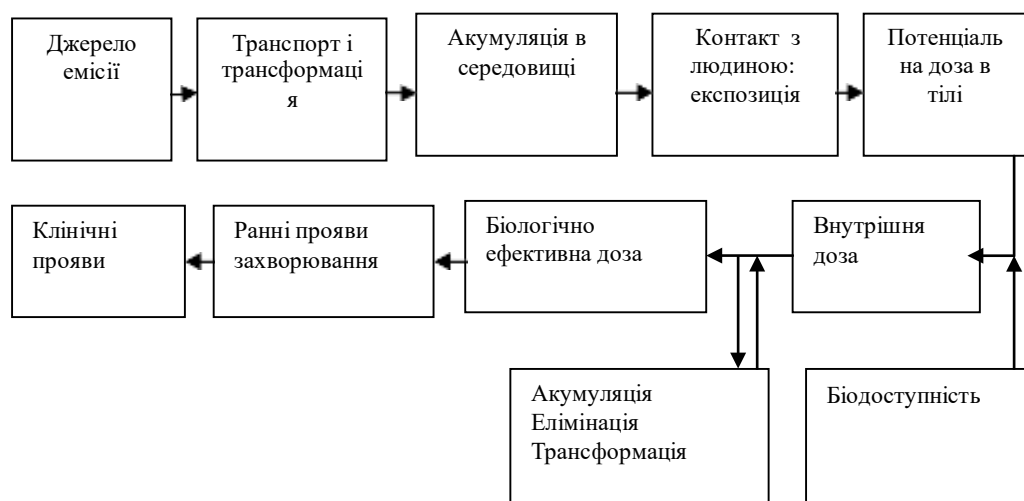 Джерело
емісії
Транспорт і
трансформаці
я
Акумуляція в
середовищі
Контакт з
людиною:
експозиція
Потенціаль
на доза в
тілі
Клінічні
прояви
Ранні прояви
захворювання
Біологічно
ефективна доза
Внутрішня
доза
Акумуляція
Елімінація
Трансформація
Біодоступність